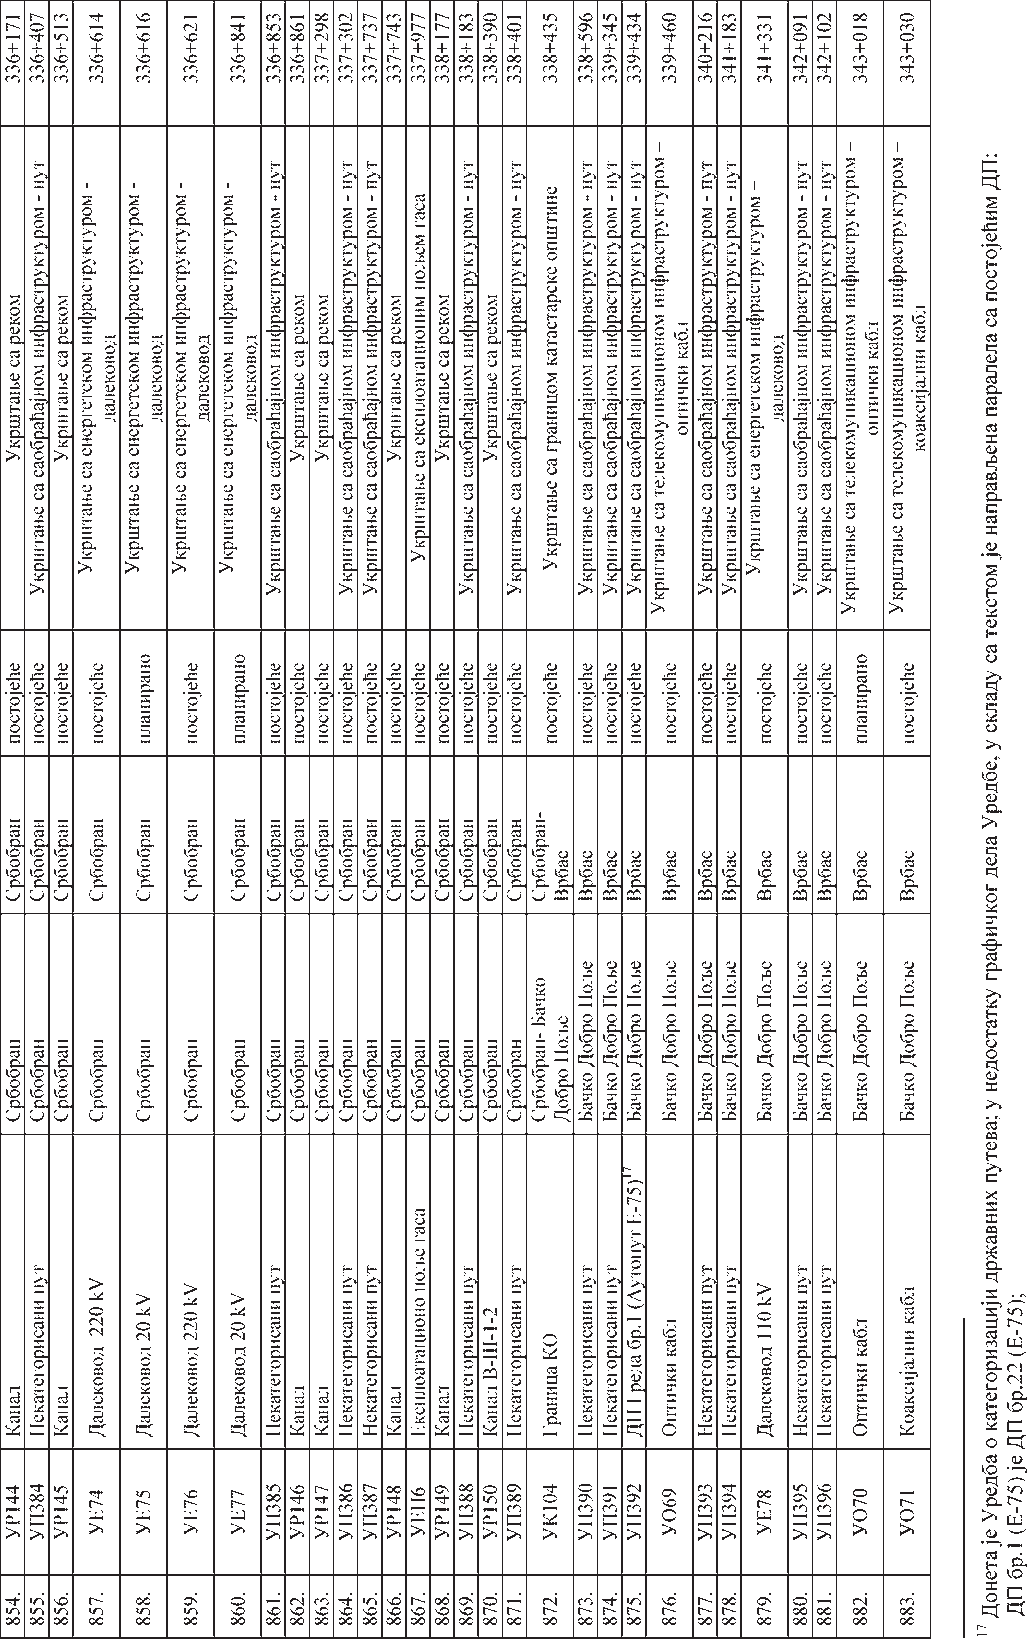 854. УР144 Канал Србобран Србобран постојеће Укрштање са реком 336+171
855. УП384 Некатегорисани пут Србобран Србобран постојеће Укрштање са саобраћајном инфраструктуром - пут 336+407
856. УР145 Канал Србобран Србобран постојеће Укрштање са реком 336+513
857. УЕ74 Далековод 220 kV Србобран Србобран постојеће Укрштање са енергетском инфраструктуром -
далековод 336+614
858. УЕ75 Далековод 20 kV Србобран Србобран планирано Укрштање са енергетском инфраструктуром -
далековод 336+616
859. УЕ76 Далековод 220 kV Србобран Србобран постојеће Укрштање са енергетском инфраструктуром -
далековод 336+621
860. УЕ77 Далековод 20 kV Србобран Србобран планирано Укрштање са енергетском инфраструктуром -
далековод 336+841
861. УП385 Некатегорисани пут Србобран Србобран постојеће Укрштање са саобраћајном инфраструктуром - пут 336+853
862. УР146 Канал Србобран Србобран постојеће Укрштање са реком 336+861
863. УР147 Канал Србобран Србобран постојеће Укрштање са реком 337+298
864. УП386 Некатегорисани пут Србобран Србобран постојеће Укрштање са саобраћајном инфраструктуром - пут 337+302
865. УП387 Некатегорисани пут Србобран Србобран постојеће Укрштање са саобраћајном инфраструктуром - пут 337+737
866. УР148 Канал Србобран Србобран постојеће Укрштање са реком 337+743
867. УЕП6 Експлоатационо поље гаса Србобран Србобран постојеће Укрштање са експлоатационим пољем гаса 337+977
868. УР149 Канал Србобран Србобран постојеће Укрштање са реком 338+177
869. УП388 Некатегорисани пут Србобран Србобран постојеће Укрштање са саобраћајном инфраструктуром - пут 338+183
870. УР150 Канал В-III-1-2 Србобран Србобран постојеће Укрштање са реком 338+390
871. УП389 Некатегорисани пут Србобран Србобран постојеће Укрштање са саобраћајном инфраструктуром - пут 338+401
872. УК104 Граница КО Србобран- Бачко
Добро Поље Србобран-
Врбас постојеће Укрштање са границом катастарске општине 338+435
873. УП390 Некатегорисани пут Бачко Добро Поље Врбас постојеће Укрштање са саобраћајном инфраструктуром - пут 338+596
874. УП391 Некатегорисани пут Бачко Добро Поље Врбас постојеће Укрштање са саобраћајном инфраструктуром - пут 339+345
875. УП392 ДП I реда бр.1 (Аутопут Е-75)17 Бачко Добро Поље Врбас постојеће Укрштање са саобраћајном инфраструктуром - пут 339+434
876. УО69 Оптички кабл Бачко Добро Поље Врбас постојеће Укрштање са телекомуникационом инфраструктуром –
оптички кабл 339+460
877. УП393 Некатегорисани пут Бачко Добро Поље Врбас постојеће Укрштање са саобраћајном инфраструктуром - пут 340+216
878. УП394 Некатегорисани пут Бачко Добро Поље Врбас постојеће Укрштање са саобраћајном инфраструктуром - пут 341+183
879. УЕ78 Далековод 110 kV Бачко Добро Поље Врбас постојеће Укрштање са енергетском инфраструктуром –
далековод 341+331
880. УП395 Некатегорисани пут Бачко Добро Поље Врбас постојеће Укрштање са саобраћајном инфраструктуром - пут 342+091
881. УП396 Некатегорисани пут Бачко Добро Поље Врбас постојеће Укрштање са саобраћајном инфраструктуром - пут 342+102
882. УО70 Оптички кабл Бачко Добро Поље Врбас планирано Укрштање са телекомуникационом инфраструктуром –
оптички кабл 343+018
883. УО71 Коаксијални кабл Бачко Добро Поље Врбас постојеће Укрштање са телекомуникационом инфраструктуром –
коаксијални кабл 343+030
17 Донета је Уредба о категоризацији државних путева; у недостатку графичког дела Уредбе, у складу са текстом је направљена паралела са постојећим ДП:
ДП бр.1 (Е-75) је ДП бр.22 (Е-75);